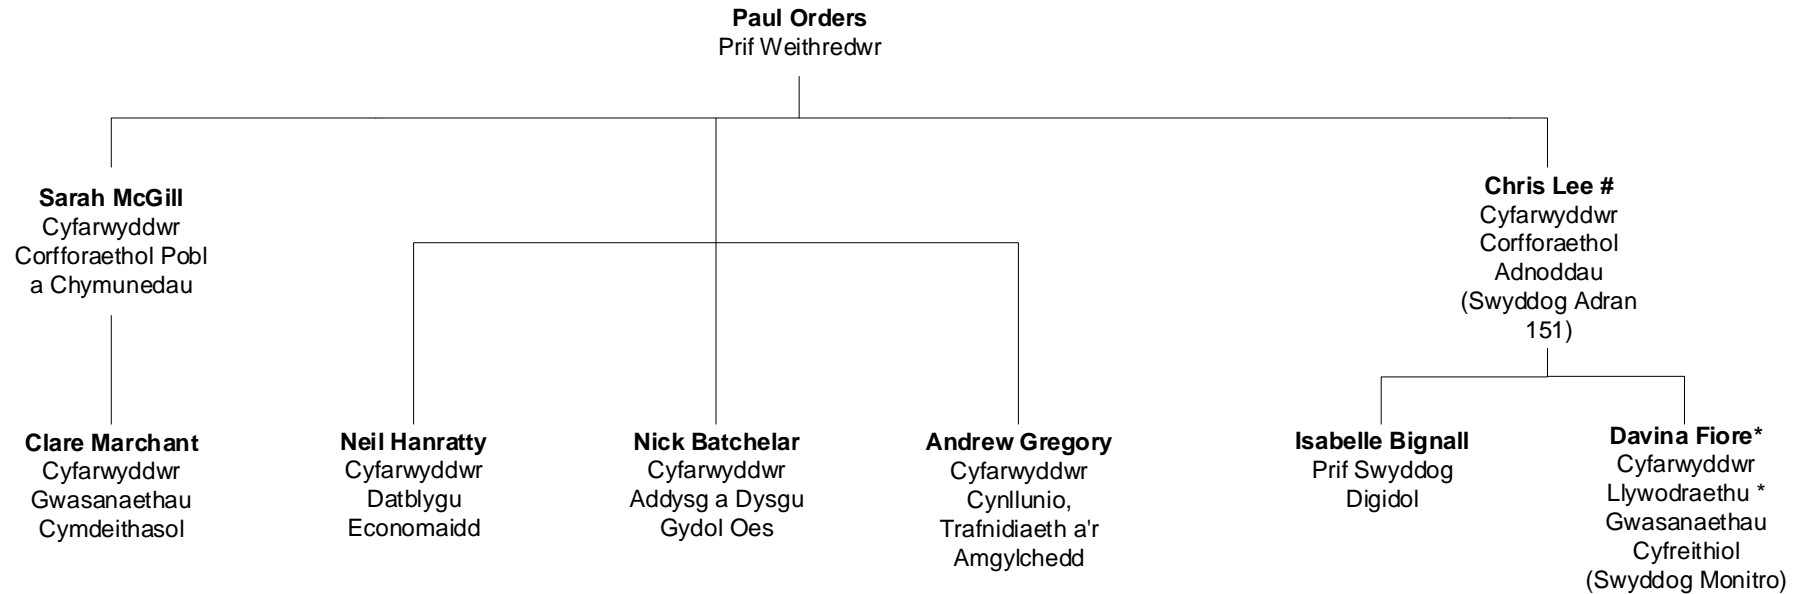 Paul Orders
Prif Weithredwr
Sarah McGill
Cyfarwyddwr
Corfforaethol Pobl
a Chymunedau
Chris Lee #
Cyfarwyddwr
Corfforaethol
Adnoddau
(Swyddog Adran
151)
Clare Marchant
Cyfarwyddwr
Gwasanaethau
Cymdeithasol
Neil Hanratty
Cyfarwyddwr
Datblygu
Economaidd
Nick Batchelar
Cyfarwyddwr
Addysg a Dysgu
Gydol Oes
Andrew Gregory
Cyfarwyddwr
Cynllunio,
Trafnidiaeth a'r
Amgylchedd
Isabelle Bignall
Prif Swyddog
Digidol
Davina Fiore*
Cyfarwyddwr
Llywodraethu *
Gwasanaethau
Cyfreithiol
(Swyddog Monitro)